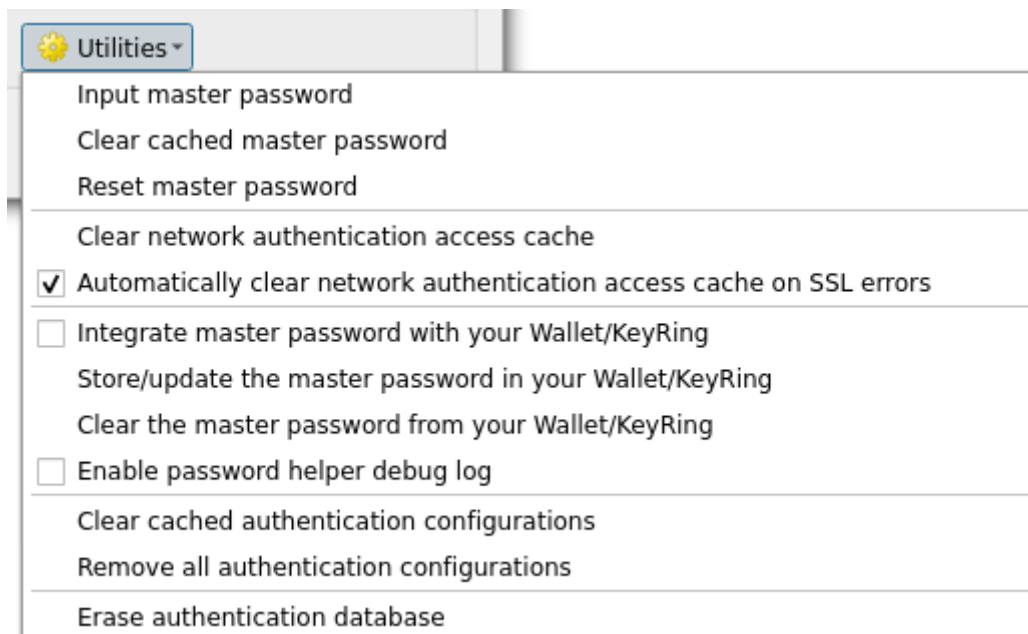 Utilities
Input master password
Clear cached master password
Reset master password
Clear network authentication access cache
Automatically clear network authentication access cache on SSL errors
Integrate master password with your Wallet/KeyRing
Store/update the master password in your Wallet/KeyRing
Clear the master password from your Wallet/KeyRing
Enable password helper debug log
Clear cached authentication configurations
Remove all authentication configurations
Erase authentication database